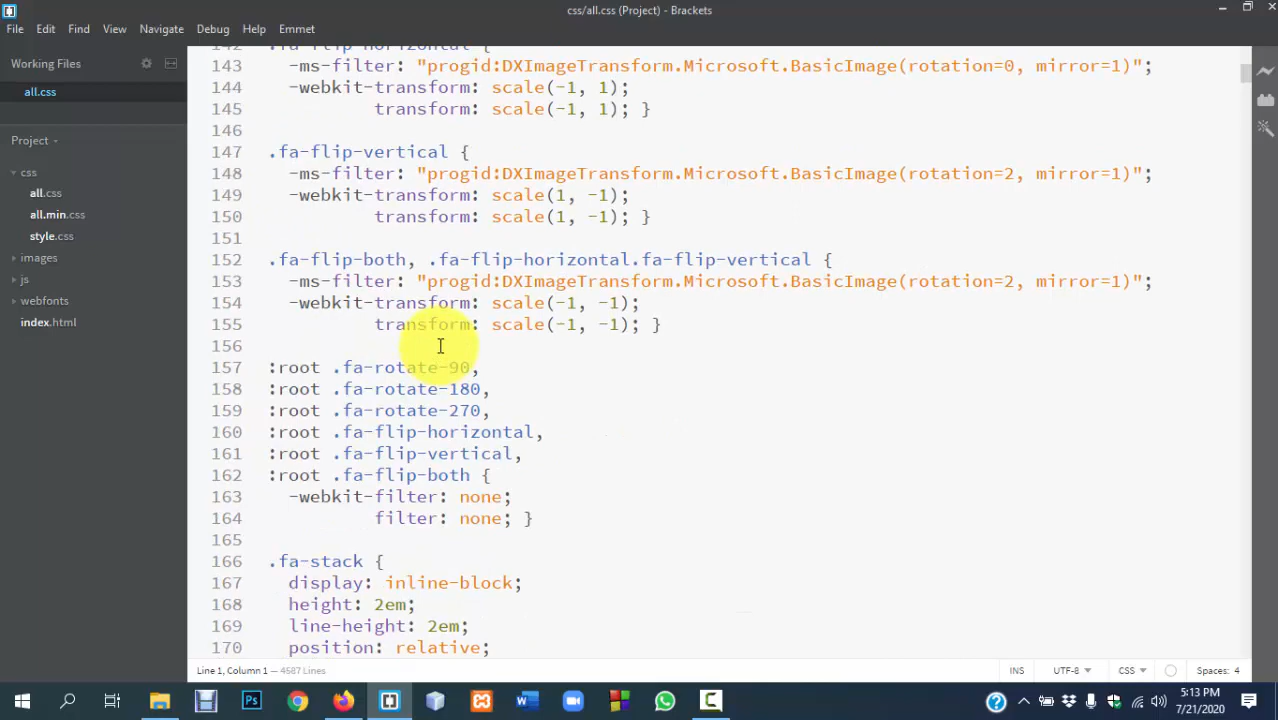 css/all.css (Project) - Brackets
File Edit Find View Navigate Debug Help Emmet
Working Files
all.css
Project
css
all.css
all.min.css
style.css
images
js
webfonts
index.html
142 .fa-flip-horizontal {
143 -ms-filter: "progid:DXImageTransform.Microsoft.BasicImage(rotation=0, mirror=1)";
144 -webkit-transform: scale(-1, 1);
145 transform: scale(-1, 1); }
146
147 .fa-flip-vertical {
148 -ms-filter: "progid:DXImageTransform.Microsoft.BasicImage(rotation=2, mirror=1)";
149 -webkit-transform: scale(1, -1);
150 transform: scale(1, -1); }
151
152 .fa-flip-both, .fa-flip-horizontal.fa-flip-vertical {
153 -ms-filter: "progid:DXImageTransform.Microsoft.BasicImage(rotation=2, mirror=1)";
154 -webkit-transform: scale(-1, -1);
155 transform: scale(-1, -1); }
156
157 :root .fa-rotate-90,
158 :root .fa-rotate-180,
159 :root .fa-rotate-270,
160 :root .fa-flip-horizontal,
161 :root .fa-flip-vertical,
162 :root .fa-flip-both {
163 -webkit-filter: none;
164 filter: none; }
165
166 .fa-stack {
167 display: inline-block;
168 height: 2em;
169 line-height: 2em;
170 position: relative;
Line 1, Column 1 — 4587 Lines
INS UTF-8 CSS Spaces: 4
5:13 PM
7/21/2020